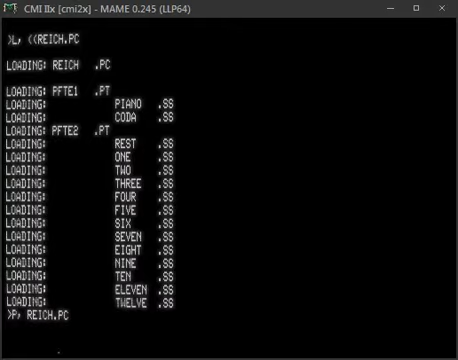 CMI IIx [cmi2x] - MAME 0.245 (LLP64)
>L, ((REICH.PC
LOADING: REICH .PC
LOADING: PFTE1 .PT
LOADING: PIANO .SS
LOADING: CODA .SS
LOADING: PFTE2 .PT
LOADING: REST .SS
LOADING: ONE .SS
LOADING: TWO .SS
LOADING: THREE .SS
LOADING: FOUR .SS
LOADING: FIVE .SS
LOADING: SIX .SS
LOADING: SEVEN .SS
LOADING: EIGHT .SS
LOADING: NINE .SS
LOADING: TEN .SS
LOADING: ELEVEN .SS
LOADING: TWELVE .SS
>P, REICH.PC